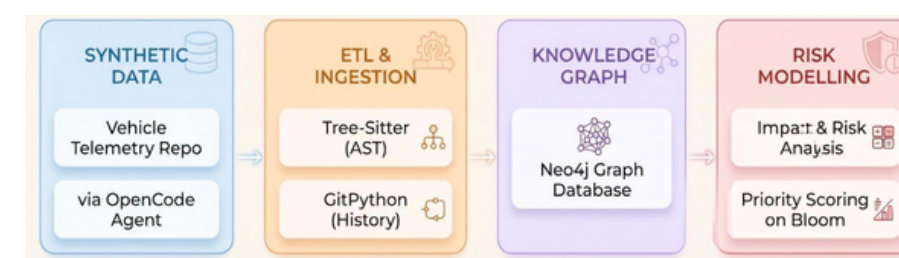 SYNTHETIC
DATA
Vehicle
Telemetry Repo
via OpenCode
Agent
ETL &
INGESTION
Tree-Sitter
(AST)
GitPython
(History)
KNOWLEDGE
GRAPH
Neo4j Graph
Database
RISK
MODELLING
& Risk
Priority Scoring
on Bloom